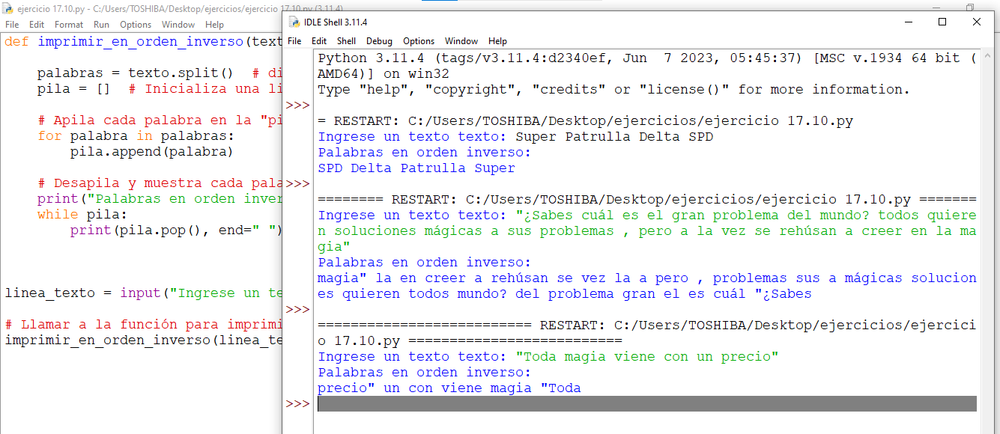 ejercicio 17.10.py - C:/Users/TOSHIBA/Desktop/ejercicios/ejercicio 17.10.py (3.11.4)
File Edit Format Run Options Window Help
def imprimir_en_orden_inverso(text
palabras = texto.split()  # di
pila = []  # Inicializa una li
# Apila cada palabra en la "pi
for palabra in palabras:
pila.append(palabra)
# Desapila y muestra cada pala
print("Palabras en orden inver
while pila:
print(pila.pop(), end=" ")
linea_texto = input("Ingrese un te
# Llamar a la función para imprimi
imprimir_en_orden_inverso(linea_te
IDLE Shell 3.11.4
File Edit Shell Debug Options Window Help
Python 3.11.4 (tags/v3.11.4:d2340ef, Jun  7 2023, 05:45:37) [MSC v.1934 64 bit (
AMD64)] on win32
Type "help", "copyright", "credits" or "license()" for more information.
>>>
= RESTART: C:/Users/TOSHIBA/Desktop/ejercicios/ejercicio 17.10.py
Ingrese un texto texto: Super Patrulla Delta SPD
Palabras en orden inverso:
SPD Delta Patrulla Super
>>>
======== RESTART: C:/Users/TOSHIBA/Desktop/ejercicios/ejercicio 17.10.py =======
Ingrese un texto texto: "¿Sabes cuál es el gran problema del mundo? todos quiere
n soluciones mágicas a sus problemas , pero a la vez se rehúsan a creer en la ma
gia"
Palabras en orden inverso:
magia" la en creer a rehúsan se vez la a pero , problemas sus a mágicas solucion
es quieren todos mundo? del problema gran el es cuál "¿Sabes
>>>
========================== RESTART: C:/Users/TOSHIBA/Desktop/ejercicios/ejercici
o 17.10.py ==========================
Ingrese un texto texto: "Toda magia viene con un precio"
Palabras en orden inverso:
precio" un con viene magia "Toda
>>>